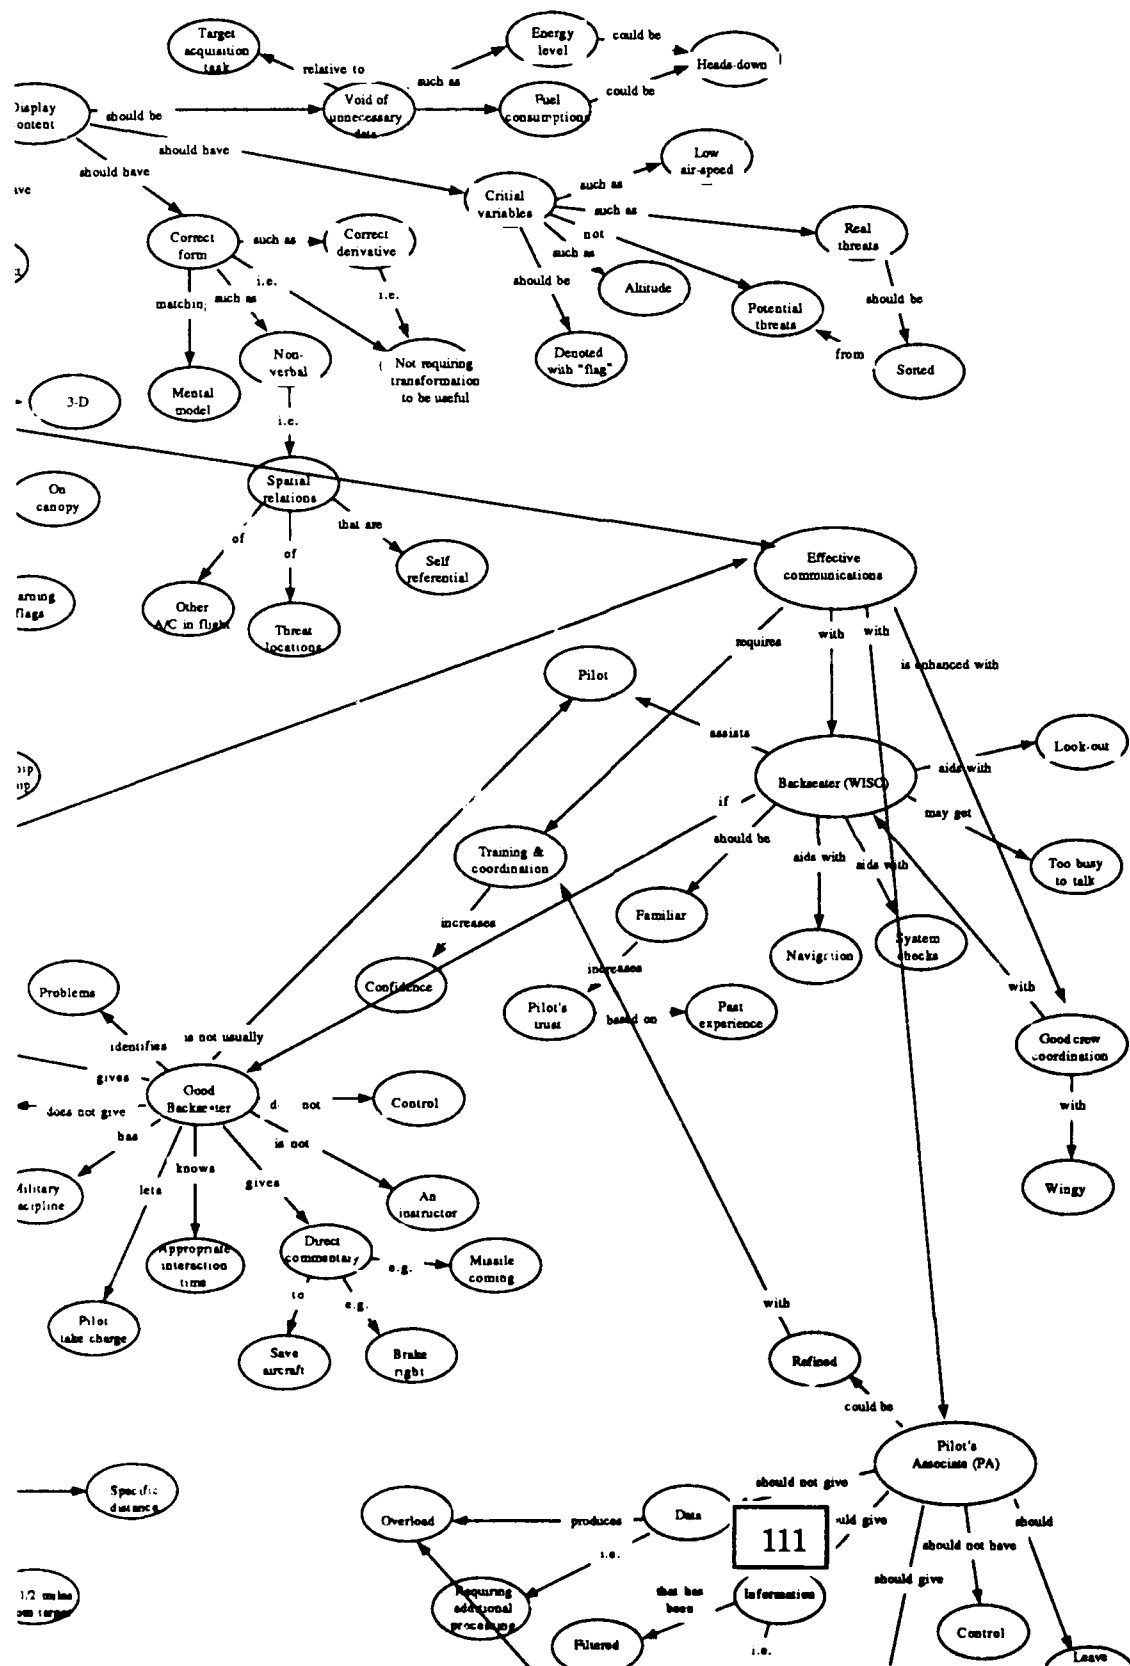 Target
acquisition
task
relative to
Energy
level
could be
Heads-down
such as
Display
content
should be
Void of
unnecessary
data
Fuel
consumptions
could be
should have
should have
Low
air-speed
Critial
variables
such as
such as
not
such as
Real
threats
Correct
form
such as
Correct
derivative
i.e.
should be
Altitude
Potential
threats
should be
matching
such as
i.e.
from
Sorted
Non-
verbal
Not requiring
transformation
to be useful
Denoted
with "flag"
3-D
Mental
model
i.e.
On
canopy
Spatial
relations
of
of
that are
Self
referential
Effective
communications
Other
A/C in flight
Threat
locations
flags
requires
with
with
is enhanced with
Pilot
assists
Backseater (WISO)
aids with
Look-out
if
should be
aids with
aids with
may get
Too busy
to talk
Training &
coordination
increases
Familiar
Navigation
System
checks
Confidence
increases
Pilot's
trust
based on
Past
experience
with
Good crew
coordination
with
Wingy
Problems
identifies
is not usually
gives
Good
Backseater
does not give
has
not
Control
is not
An
instructor
Military
lets
knows
gives
Appropriate
interaction
time
Direct
commentary
e.g.
Missile
coming
to
e.g.
Pilot
take charge
Save
aircraft
Brake
right
with
Refined
could be
Pilot's
Associate (PA)
Specific
distance
Overload
produces
Data
i.e.
should not give
111
should
should not have
should give
1/2 miles
Requiring
additional
processing
that has
been
Information
i.e.
Filtered
Control
Leave